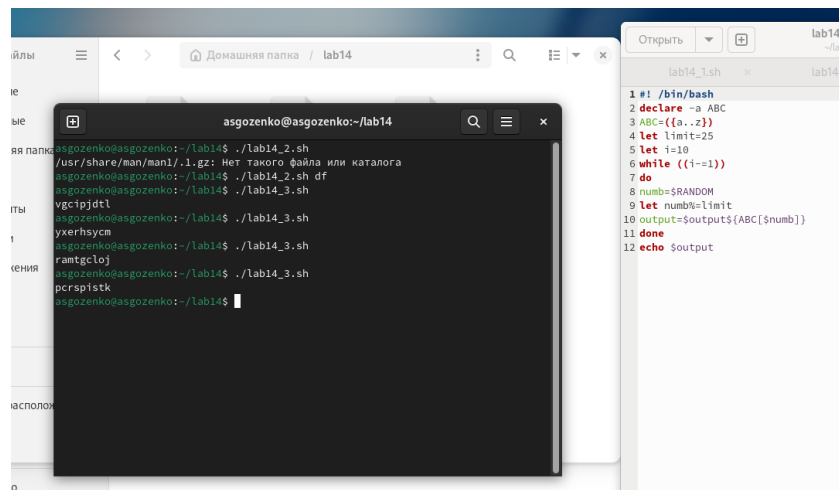 Домашняя папка / lab14
Открыть
lab14
lab14_1.sh
lab14
asgozenko@asgozenko:~/lab14
asgozenko@asgozenko:~/lab14$ ./lab14_2.sh
/usr/share/man/man1/.1.gz: Нет такого файла или каталога
asgozenko@asgozenko:~/lab14$ ./lab14_2.sh df
asgozenko@asgozenko:~/lab14$ ./lab14_3.sh
vgcipjdtl
asgozenko@asgozenko:~/lab14$ ./lab14_3.sh
yxerhsycm
asgozenko@asgozenko:~/lab14$ ./lab14_3.sh
ramtgcloj
asgozenko@asgozenko:~/lab14$ ./lab14_3.sh
pcrspistk
asgozenko@asgozenko:~/lab14$
1 #! /bin/bash
2 declare -a ABC
3 ABC=({a..z})
4 let limit=25
5 let i=10
6 while ((i-=1))
7 do
8 numb=$RANDOM
9 let numb%=limit
10 output=$output${ABC[$numb]}
11 done
12 echo $output